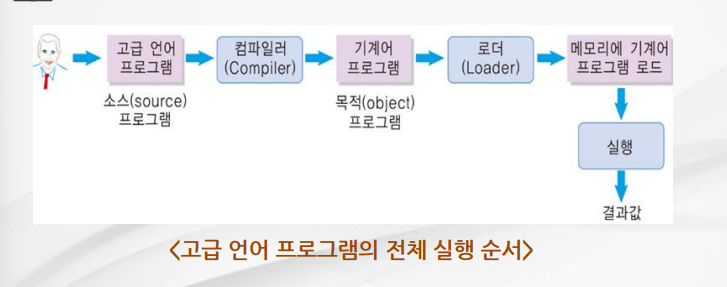 고급 언어
프로그램
컴파일러
(Compiler)
기계어
프로그램
로더
(Loader)
메모리에 기계어
프로그램 로드
소스(source)
프로그램
목적(object)
프로그램
실행
결과값
<고급 언어 프로그램의 전체 실행 순서>